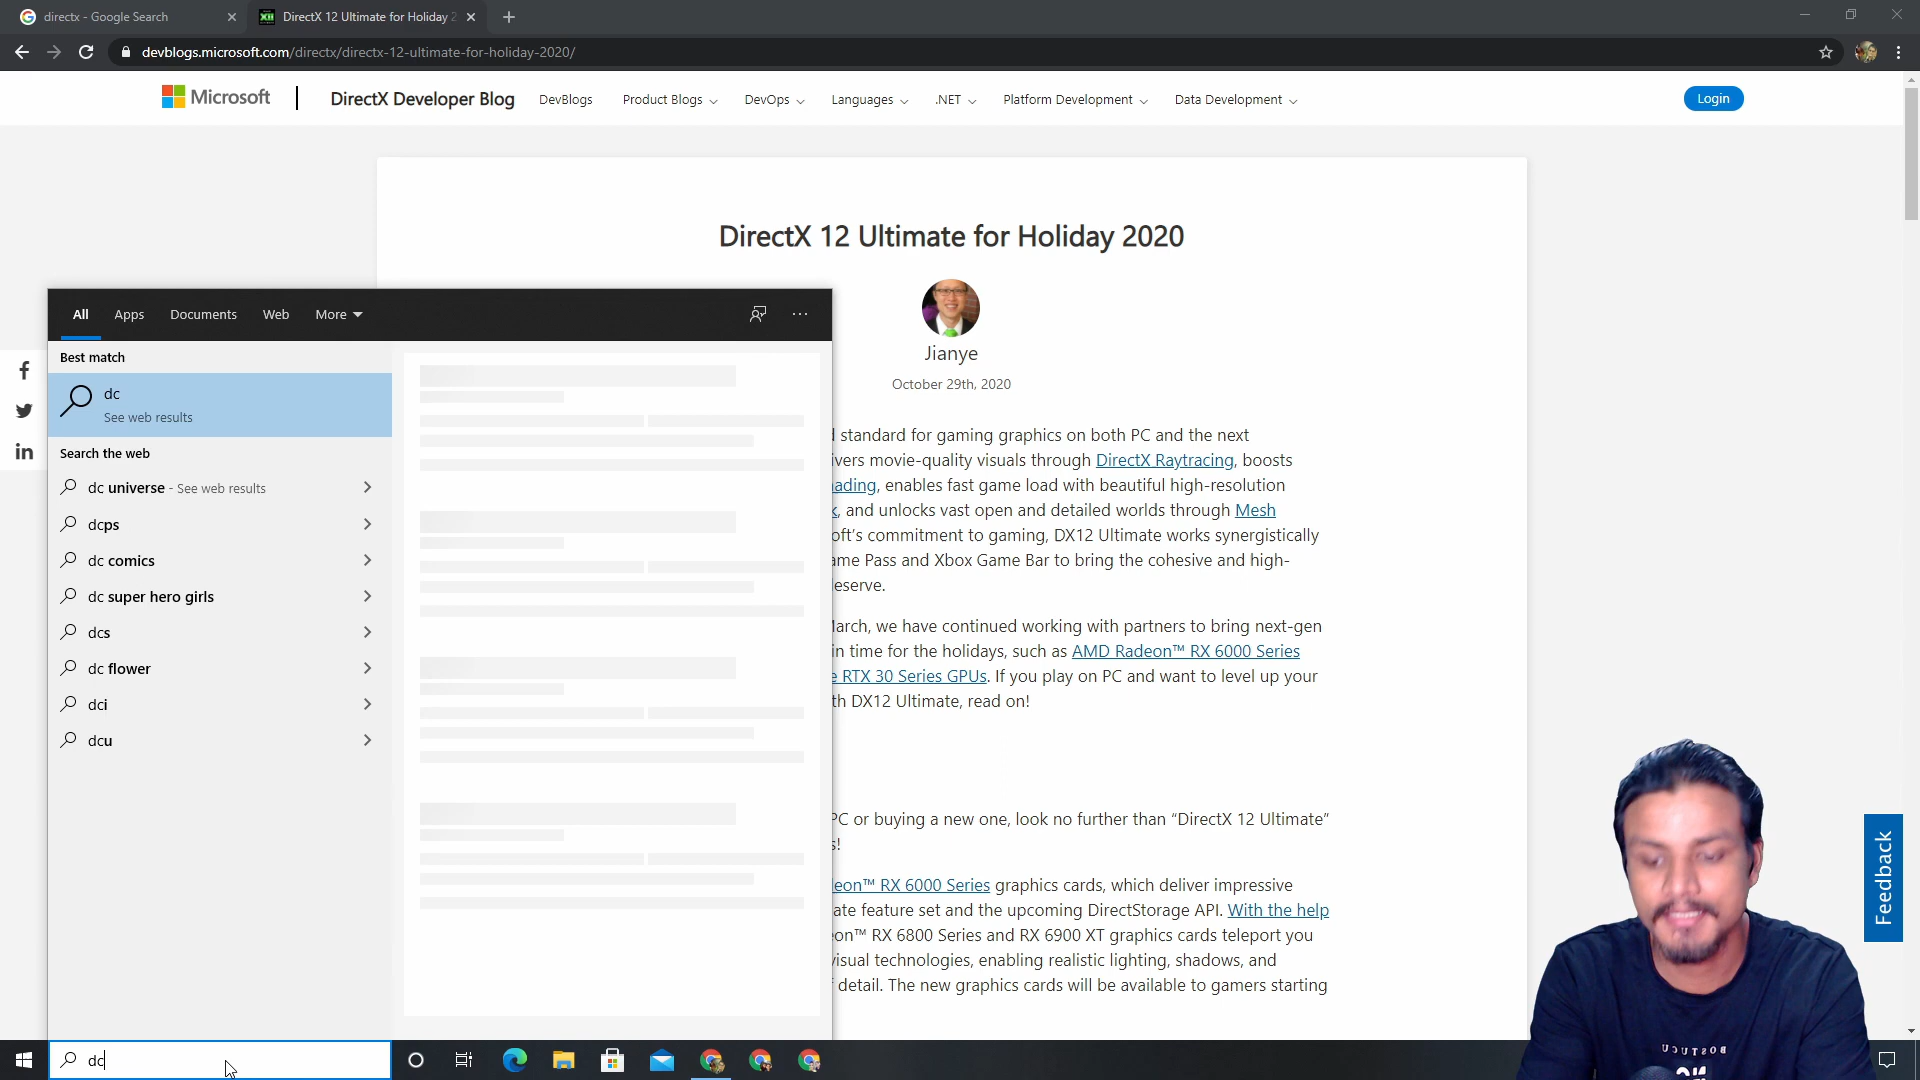 directx - Google Search
DirectX 12 Ultimate for Holiday 2
devblogs.microsoft.com/directx/directx-12-ultimate-for-holiday-2020/
Microsoft
DirectX Developer Blog
DevBlogs
Product Blogs
DevOps
Languages
.NET
Platform Development
Data Development
Login
DirectX 12 Ultimate for Holiday 2020
Jianye
October 29th, 2020
standard for gaming graphics on both PC and the next
ivers movie-quality visuals through DirectX Raytracing, boosts
ading, enables fast game load with beautiful high-resolution
, and unlocks vast open and detailed worlds through Mesh
oft's commitment to gaming, DX12 Ultimate works synergistically
ame Pass and Xbox Game Bar to bring the cohesive and high-
eserve.
March, we have continued working with partners to bring next-gen
in time for the holidays, such as AMD Radeon™ RX 6000 Series
e RTX 30 Series GPUs. If you play on PC and want to level up your
th DX12 Ultimate, read on!
PC or buying a new one, look no further than “DirectX 12 Ultimate”
s!
eon™ RX 6000 Series graphics cards, which deliver impressive
ate feature set and the upcoming DirectStorage API. With the help
on™ RX 6800 Series and RX 6900 XT graphics cards teleport you
visual technologies, enabling realistic lighting, shadows, and
detail. The new graphics cards will be available to gamers starting
Feedback
All
Apps
Documents
Web
More
Best match
dc
See web results
Search the web
dc universe - See web results
dcps
dc comics
dc super hero girls
dcs
dc flower
dci
dcu
dc